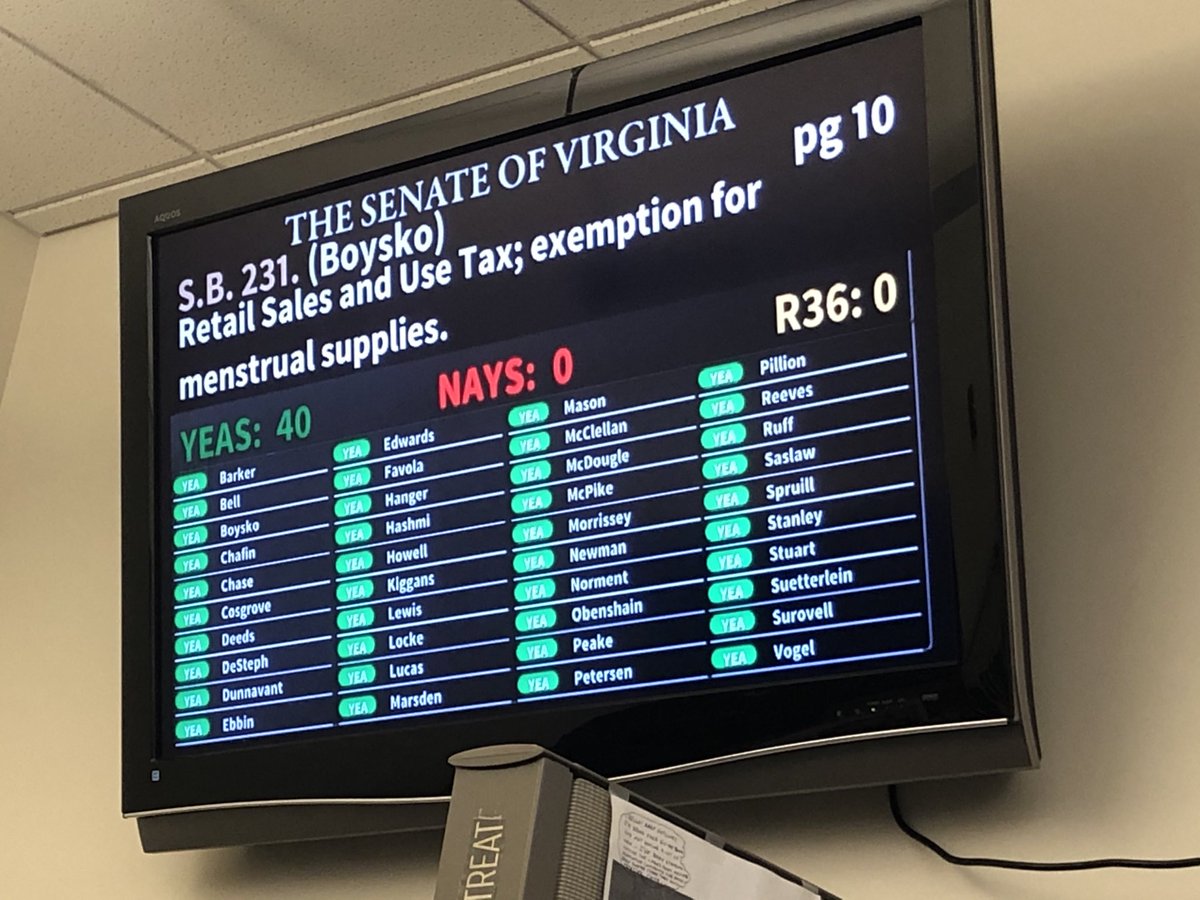 AQUOS
THE SENATE OF VIRGINIA
pg 10
S.B. 231. (Boysko)
Retail Sales and Use Tax; exemption for
menstrual supplies.
YEAS: 40 NAYS: 0 R36: 0
YEA Barker
YEA Bell
YEA Boysko
YEA Chafin
YEA Chase
YEA Cosgrove
YEA Deeds
YEA DeSteph
YEA Dunnavant
YEA Ebbin
YEA Edwards
YEA Favola
YEA Hanger
YEA Hashmi
YEA Howell
YEA Kiggans
YEA Lewis
YEA Locke
YEA Lucas
YEA Marsden
YEA Mason
YEA McClellan
YEA McDougle
YEA McPike
YEA Morrissey
YEA Newman
YEA Norment
YEA Obenshain
YEA Peake
YEA Petersen
YEA Pillion
YEA Reeves
YEA Ruff
YEA Saslaw
YEA Spruill
YEA Stanley
YEA Stuart
YEA Suetterlein
YEA Surovell
YEA Vogel